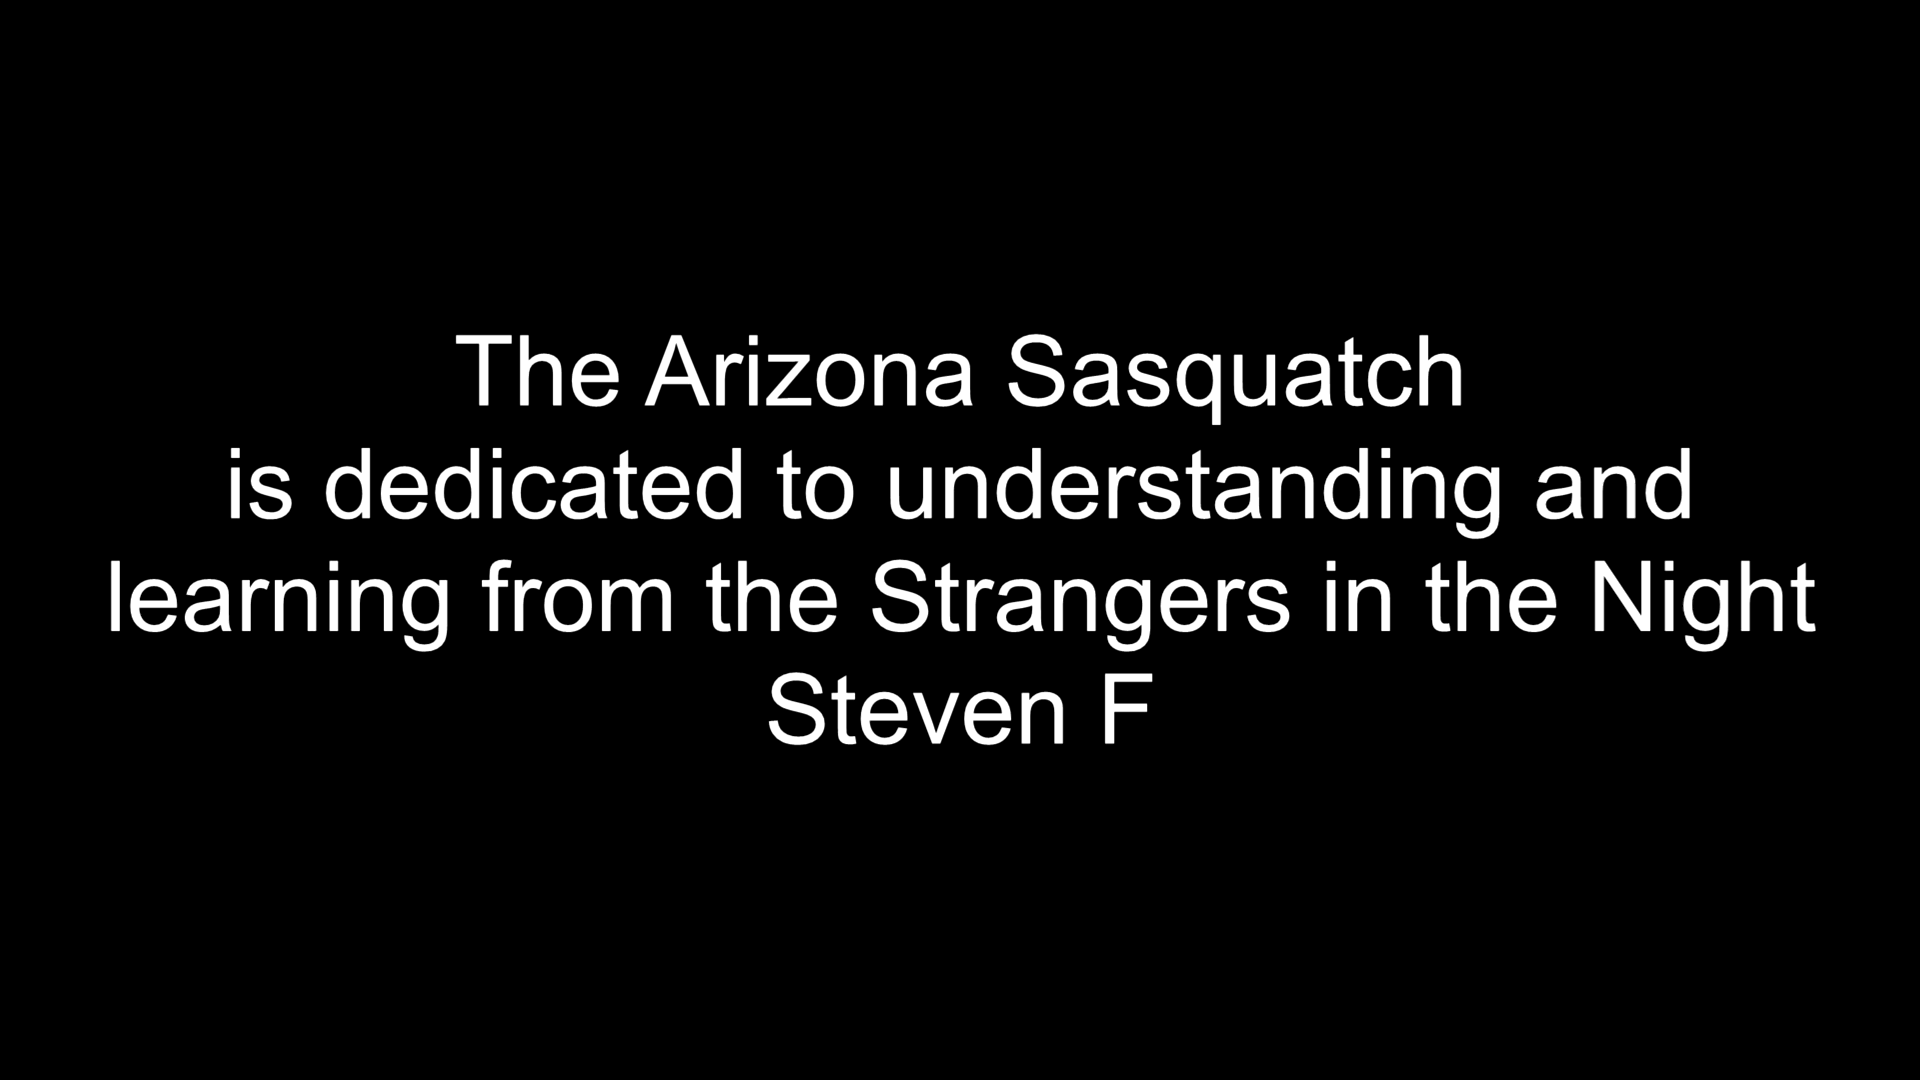 The Arizona Sasquatch
is dedicated to understanding and
learning from the Strangers in the Night
Steven F